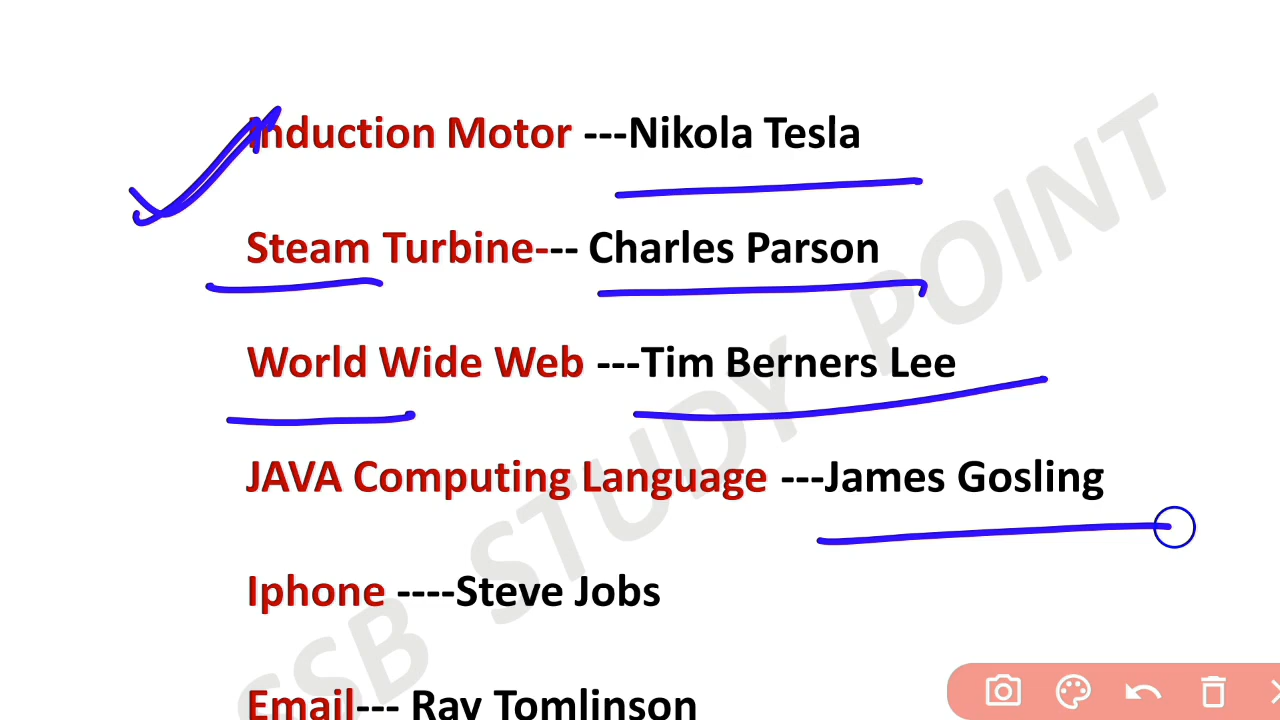 Induction Motor ---Nikola Tesla
Steam Turbine--- Charles Parson
World Wide Web ---Tim Berners Lee
JAVA Computing Language ---James Gosling
Iphone ----Steve Jobs
Email--- Ray Tomlinson
SSB STUDY POINT